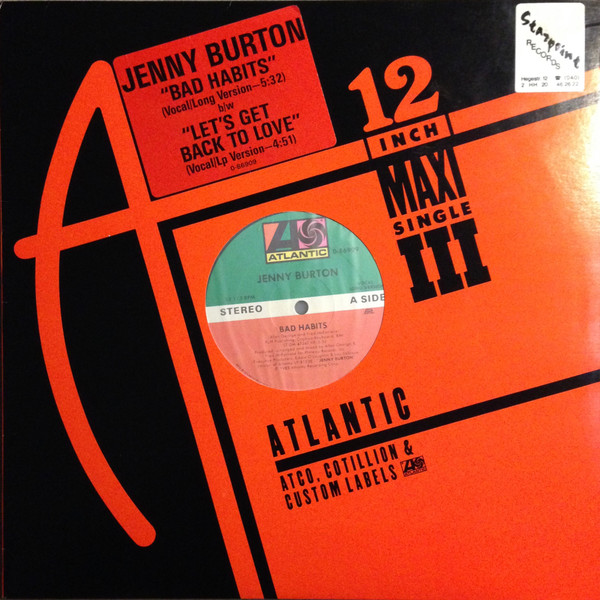 JENNY BURTON
"BAD HABITS"
(Vocal/Long Version—5:32)
b/w
"LET'S GET
BACK TO LOVE"
(Vocal/Lp Version—4:51)
0-86909
Starpoint
RECORDS
12
INCH
MAXI
SINGLE
III
ATLANTIC
JENNY BURTON
STEREO
A SIDE
BAD HABITS
ATLANTIC
ATCO, COTILLION &
CUSTOM LABELS